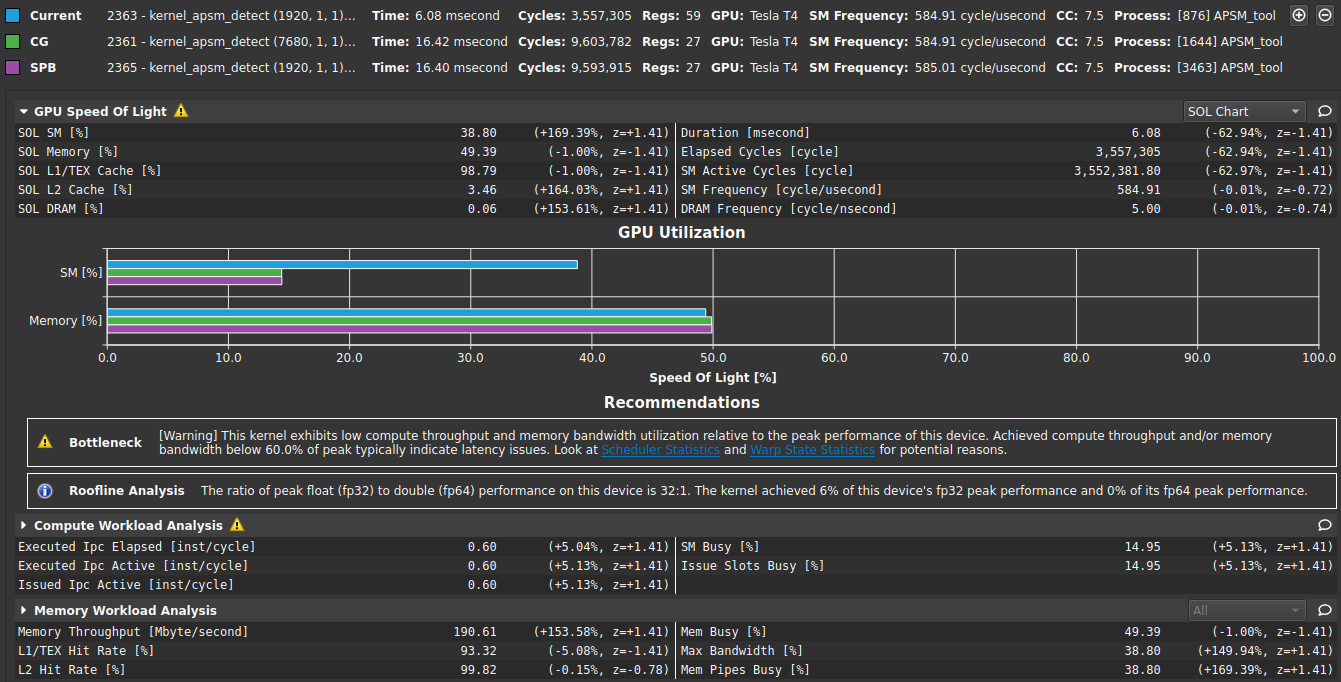 Current 2363 - kernel_apsm_detect (1920, 1, 1)... Time: 6.08 msecond Cycles: 3,557,305 Regs: 59 GPU: Tesla T4 SM Frequency: 584.91 cycle/usecond CC: 7.5 Process: [876] APSM_tool
CG 2361 - kernel_apsm_detect (7680, 1, 1)... Time: 16.42 msecond Cycles: 9,603,782 Regs: 27 GPU: Tesla T4 SM Frequency: 584.91 cycle/usecond CC: 7.5 Process: [1644] APSM_tool
SPB 2365 - kernel_apsm_detect (1920, 1, 1)... Time: 16.40 msecond Cycles: 9,593,915 Regs: 27 GPU: Tesla T4 SM Frequency: 585.01 cycle/usecond CC: 7.5 Process: [3463] APSM_tool
GPU Speed Of Light SOL Chart
SOL SM [%] 38.80 (+169.39%, z=+1.41) Duration [msecond] 6.08 (-62.94%, z=-1.41)
SOL Memory [%] 49.39 (-1.00%, z=-1.41) Elapsed Cycles [cycle] 3,557,305 (-62.94%, z=-1.41)
SOL L1/TEX Cache [%] 98.79 (-1.00%, z=-1.41) SM Active Cycles [cycle] 3,552,381.80 (-62.97%, z=-1.41)
SOL L2 Cache [%] 3.46 (+164.03%, z=+1.41) SM Frequency [cycle/usecond] 584.91 (-0.01%, z=-0.72)
SOL DRAM [%] 0.06 (+153.61%, z=+1.41) DRAM Frequency [cycle/nsecond] 5.00 (-0.01%, z=-0.74)
GPU Utilization
SM [%]
Memory [%]
0.0 10.0 20.0 30.0 40.0 50.0 60.0 70.0 80.0 90.0 100.0
Speed Of Light [%]
Recommendations
Bottleneck [Warning] This kernel exhibits low compute throughput and memory bandwidth utilization relative to the peak performance of this device. Achieved compute throughput and/or memory
bandwidth below 60.0% of peak typically indicate latency issues. Look at Scheduler Statistics and Warp State Statistics for potential reasons.
Roofline Analysis The ratio of peak float (fp32) to double (fp64) performance on this device is 32:1. The kernel achieved 6% of this device's fp32 peak performance and 0% of its fp64 peak performance.
Compute Workload Analysis
Executed Ipc Elapsed [inst/cycle] 0.60 (+5.04%, z=+1.41) SM Busy [%] 14.95 (+5.13%, z=+1.41)
Executed Ipc Active [inst/cycle] 0.60 (+5.13%, z=+1.41) Issue Slots Busy [%] 14.95 (+5.13%, z=+1.41)
Issued Ipc Active [inst/cycle] 0.60 (+5.13%, z=+1.41)
Memory Workload Analysis All
Memory Throughput [Mbyte/second] 190.61 (+153.58%, z=+1.41) Mem Busy [%] 49.39 (-1.00%, z=-1.41)
L1/TEX Hit Rate [%] 93.32 (-5.08%, z=-1.41) Max Bandwidth [%] 38.80 (+149.94%, z=+1.41)
L2 Hit Rate [%] 99.82 (-0.15%, z=-0.78) Mem Pipes Busy [%] 38.80 (+169.39%, z=+1.41)